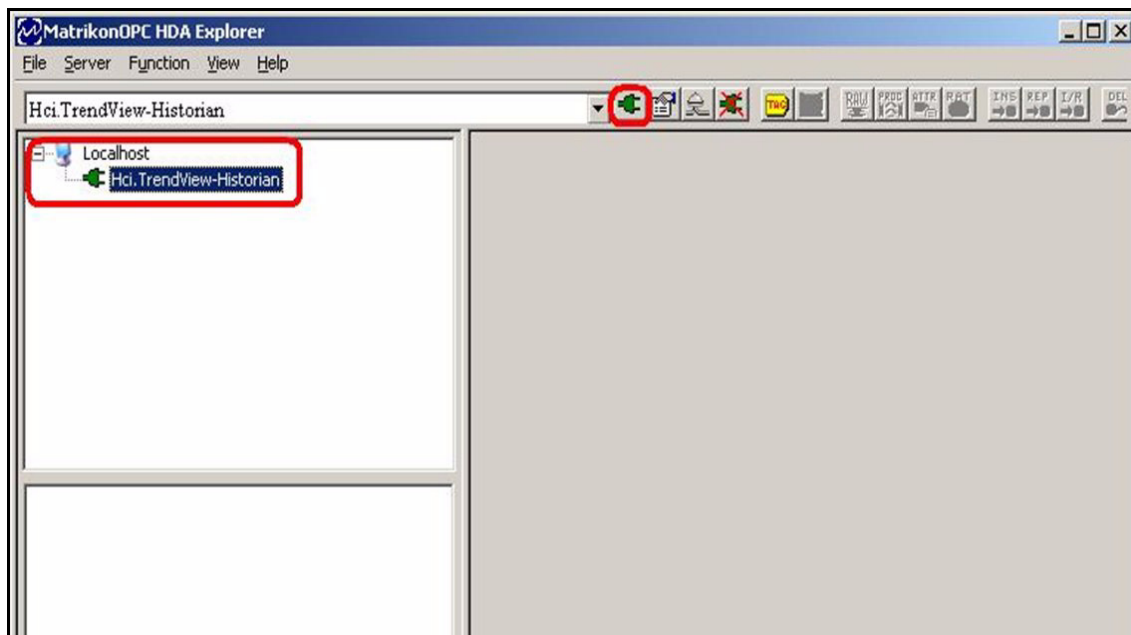 MatrikonOPC HDA Explorer
File Server Function View Help
Hci.TrendView-Historian
TAG RAW PROC ATTR RAT INS REP I/R DEL
Localhost
Hci.TrendView-Historian